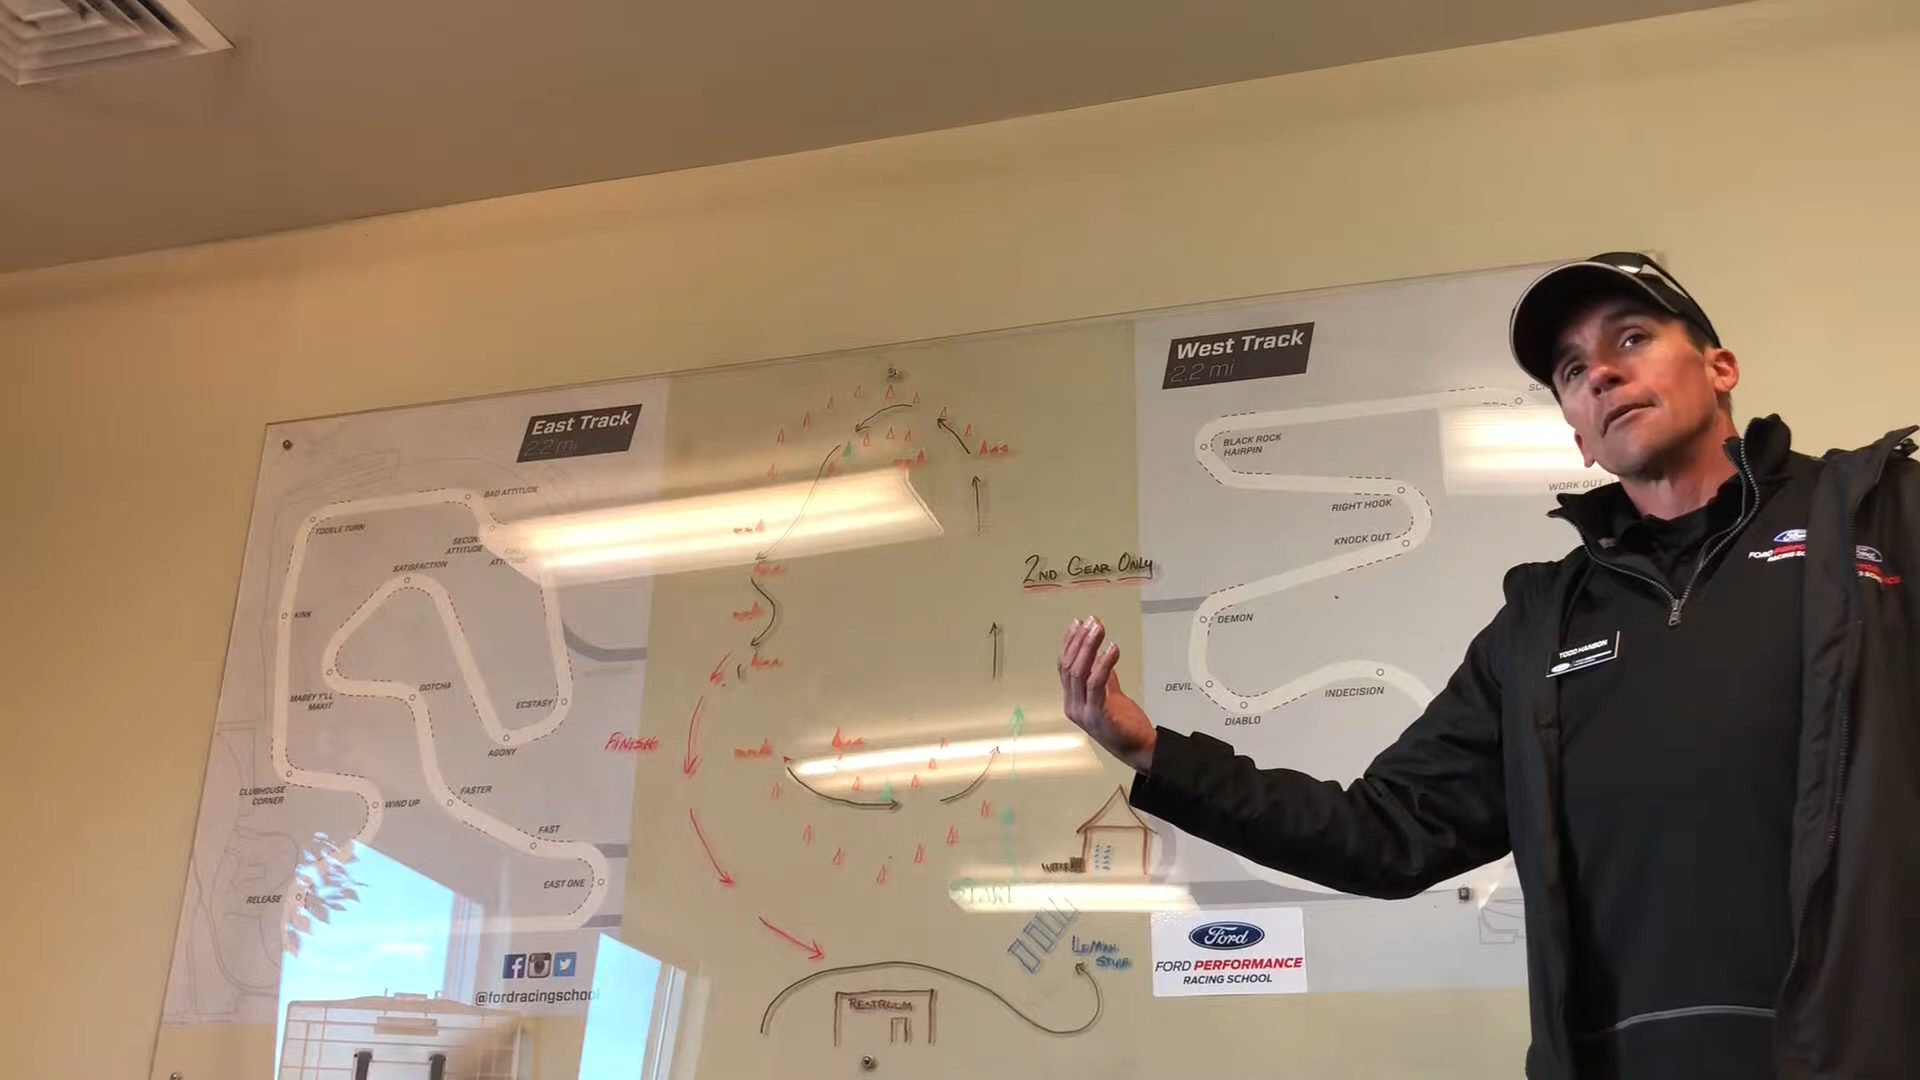 East Track
2.2 mi
BAD ATTITUDE
TOOELE TURN
SECOND
ATTITUDE
ATTITUDE
SATISFACTION
KINK
MABEY Y'LL
MAKIT
GOTCHA
ECSTASY
AGONY
CLUBHOUSE
CORNER
WIND UP
FASTER
FAST
EAST ONE
RELEASE
@fordracingschool
2ND GEAR ONLY
FINISH
START
LEMAN
STYLE
RESTROOM
West Track
2.2 mi
BLACK ROCK
HAIRPIN
WORK OUT
RIGHT HOOK
KNOCK OUT
DEMON
DEVIL
DIABLO
INDECISION
Ford
FORD PERFORMANCE
RACING SCHOOL
TODD HANSON